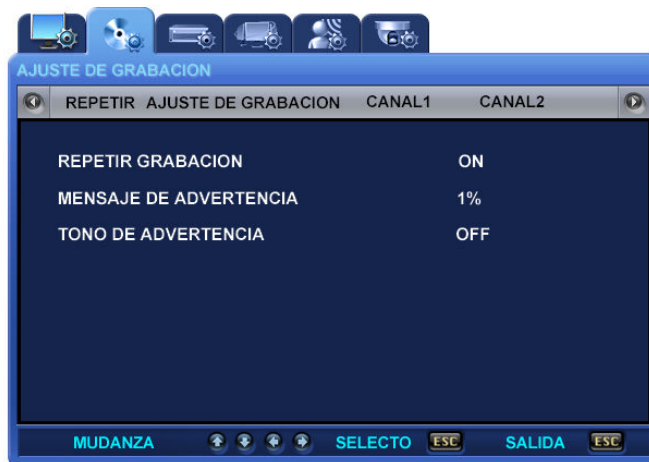 AJUSTE DE GRABACION
REPETIR AJUSTE DE GRABACION CANAL1 CANAL2
REPETIR GRABACION ON
MENSAJE DE ADVERTENCIA 1%
TONO DE ADVERTENCIA OFF
MUDANZA SELECTO ESC SALIDA ESC